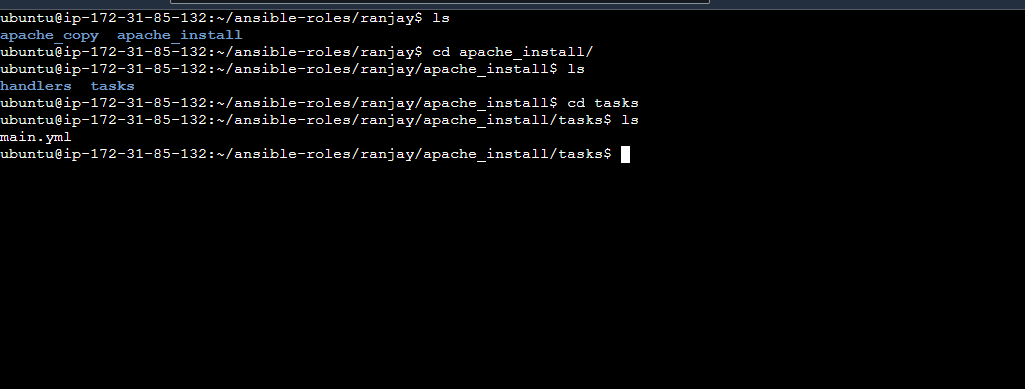 ubuntu@ip-172-31-85-132:~/ansible-roles/ranjay$ ls
apache_copy  apache_install
ubuntu@ip-172-31-85-132:~/ansible-roles/ranjay$ cd apache_install/
ubuntu@ip-172-31-85-132:~/ansible-roles/ranjay/apache_install$ ls
handlers  tasks
ubuntu@ip-172-31-85-132:~/ansible-roles/ranjay/apache_install$ cd tasks
ubuntu@ip-172-31-85-132:~/ansible-roles/ranjay/apache_install/tasks$ ls
main.yml
ubuntu@ip-172-31-85-132:~/ansible-roles/ranjay/apache_install/tasks$